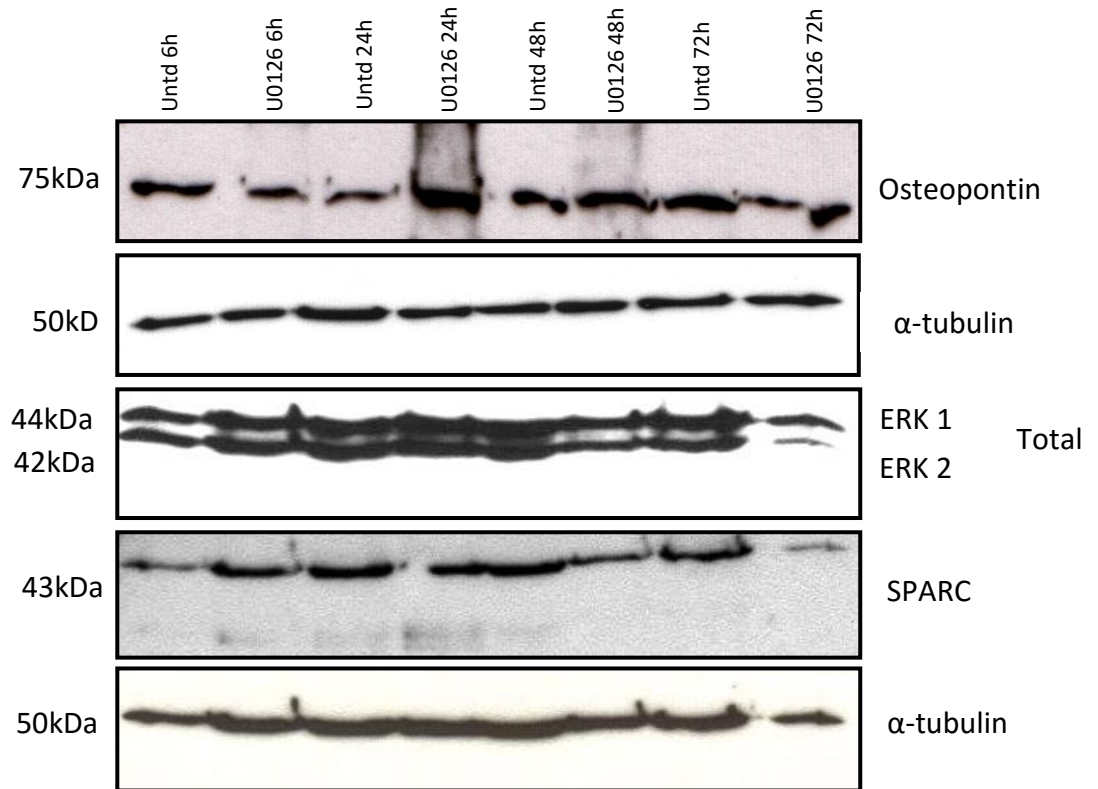 Untd 6h
U0126 6h
Untd 24h
U0126 24h
Untd 48h
U0126 48h
Untd 72h
U0126 72h
75kDa
Osteopontin
50kD
α-tubulin
44kDa
ERK 1
Total
42kDa
ERK 2
43kDa
SPARC
50kDa
α-tubulin